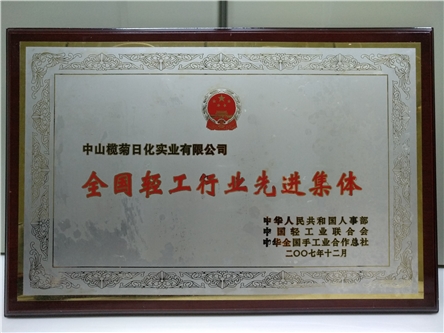 中山榄菊日化实业有限公司
全国轻工行业先进集体
中华人民共和国人事部
中国轻工业联合会
中华全国手工业合作总社
二〇〇七年十二月